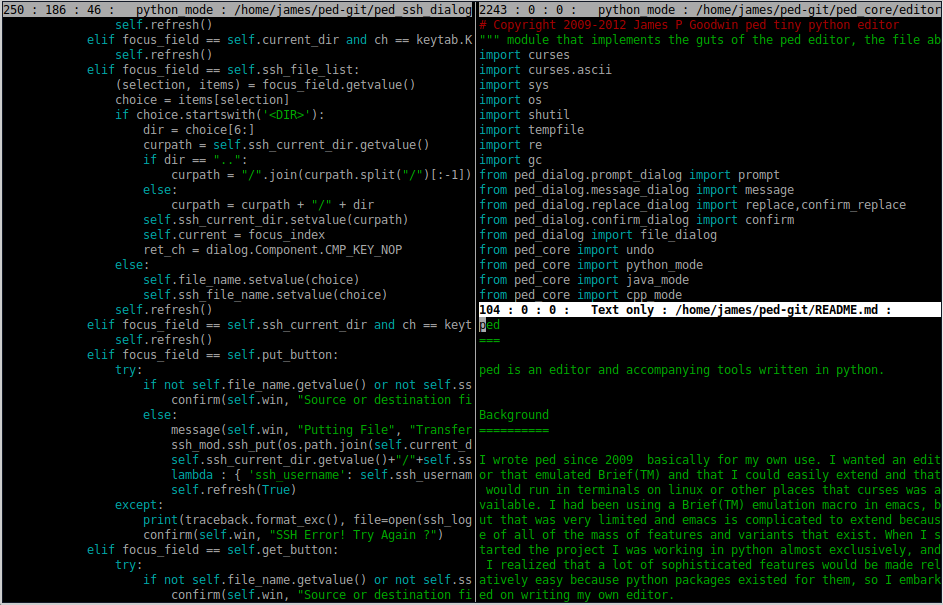 250 : 186 : 46 :   python_mode : /home/james/ped-git/ped_ssh_dialog
self.refresh()
elif focus_field == self.current_dir and ch == keytab.K
self.refresh()
elif focus_field == self.ssh_file_list:
(selection, items) = focus_field.getvalue()
choice = items[selection]
if choice.startswith('<DIR>'):
dir = choice[6:]
curpath = self.ssh_current_dir.getvalue()
if dir == "..":
curpath = "/".join(curpath.split("/")[:-1])
else:
curpath = curpath + "/" + dir
self.ssh_current_dir.setvalue(curpath)
self.current = focus_index
ret_ch = dialog.Component.CMP_KEY_NOP
else:
self.file_name.setvalue(choice)
self.ssh_file_name.setvalue(choice)
self.refresh()
elif focus_field == self.ssh_current_dir and ch == keyt
self.refresh()
elif focus_field == self.put_button:
try:
if not self.file_name.getvalue() or not self.ss
confirm(self.win, "Source or destination fi
else:
message(self.win, "Putting File", "Transfer
ssh_mod.ssh_put(os.path.join(self.current_d
self.ssh_current_dir.getvalue()+"/"+self.ss
lambda : { 'ssh_username': self.ssh_usernam
self.refresh(True)
except:
print(traceback.format_exc(), file=open(ssh_log
confirm(self.win, "SSH Error! Try Again ?")
elif focus_field == self.get_button:
try:
if not self.file_name.getvalue() or not self.ss
confirm(self.win, "Source or destination fi
2243 : 0 : 0 :   python_mode : /home/james/ped-git/ped_core/editor
# Copyright 2009-2012 James P Goodwin ped tiny python editor
""" module that implements the guts of the ped editor, the file ab
import curses
import curses.ascii
import sys
import os
import shutil
import tempfile
import re
import gc
from ped_dialog.prompt_dialog import prompt
from ped_dialog.message_dialog import message
from ped_dialog.replace_dialog import replace,confirm_replace
from ped_dialog.confirm_dialog import confirm
from ped_dialog import file_dialog
from ped_core import undo
from ped_core import python_mode
from ped_core import java_mode
from ped_core import cpp_mode
104 : 0 : 0 :   Text only : /home/james/ped-git/README.md :
ped
===
ped is an editor and accompanying tools written in python.
Background
==========
I wrote ped since 2009  basically for my own use. I wanted an edit
or that emulated Brief(TM) and that I could easily extend and that
would run in terminals on linux or other places that curses was a
vailable. I had been using a Brief(TM) emulation macro in emacs, b
ut that was very limited and emacs is complicated to extend becaus
e of all of the mass of features and variants that exist. When I s
tarted the project I was working in python almost exclusively, and
I realized that a lot of sophisticated features would be made rel
atively easy because python packages existed for them, so I embark
ed on writing my own editor.